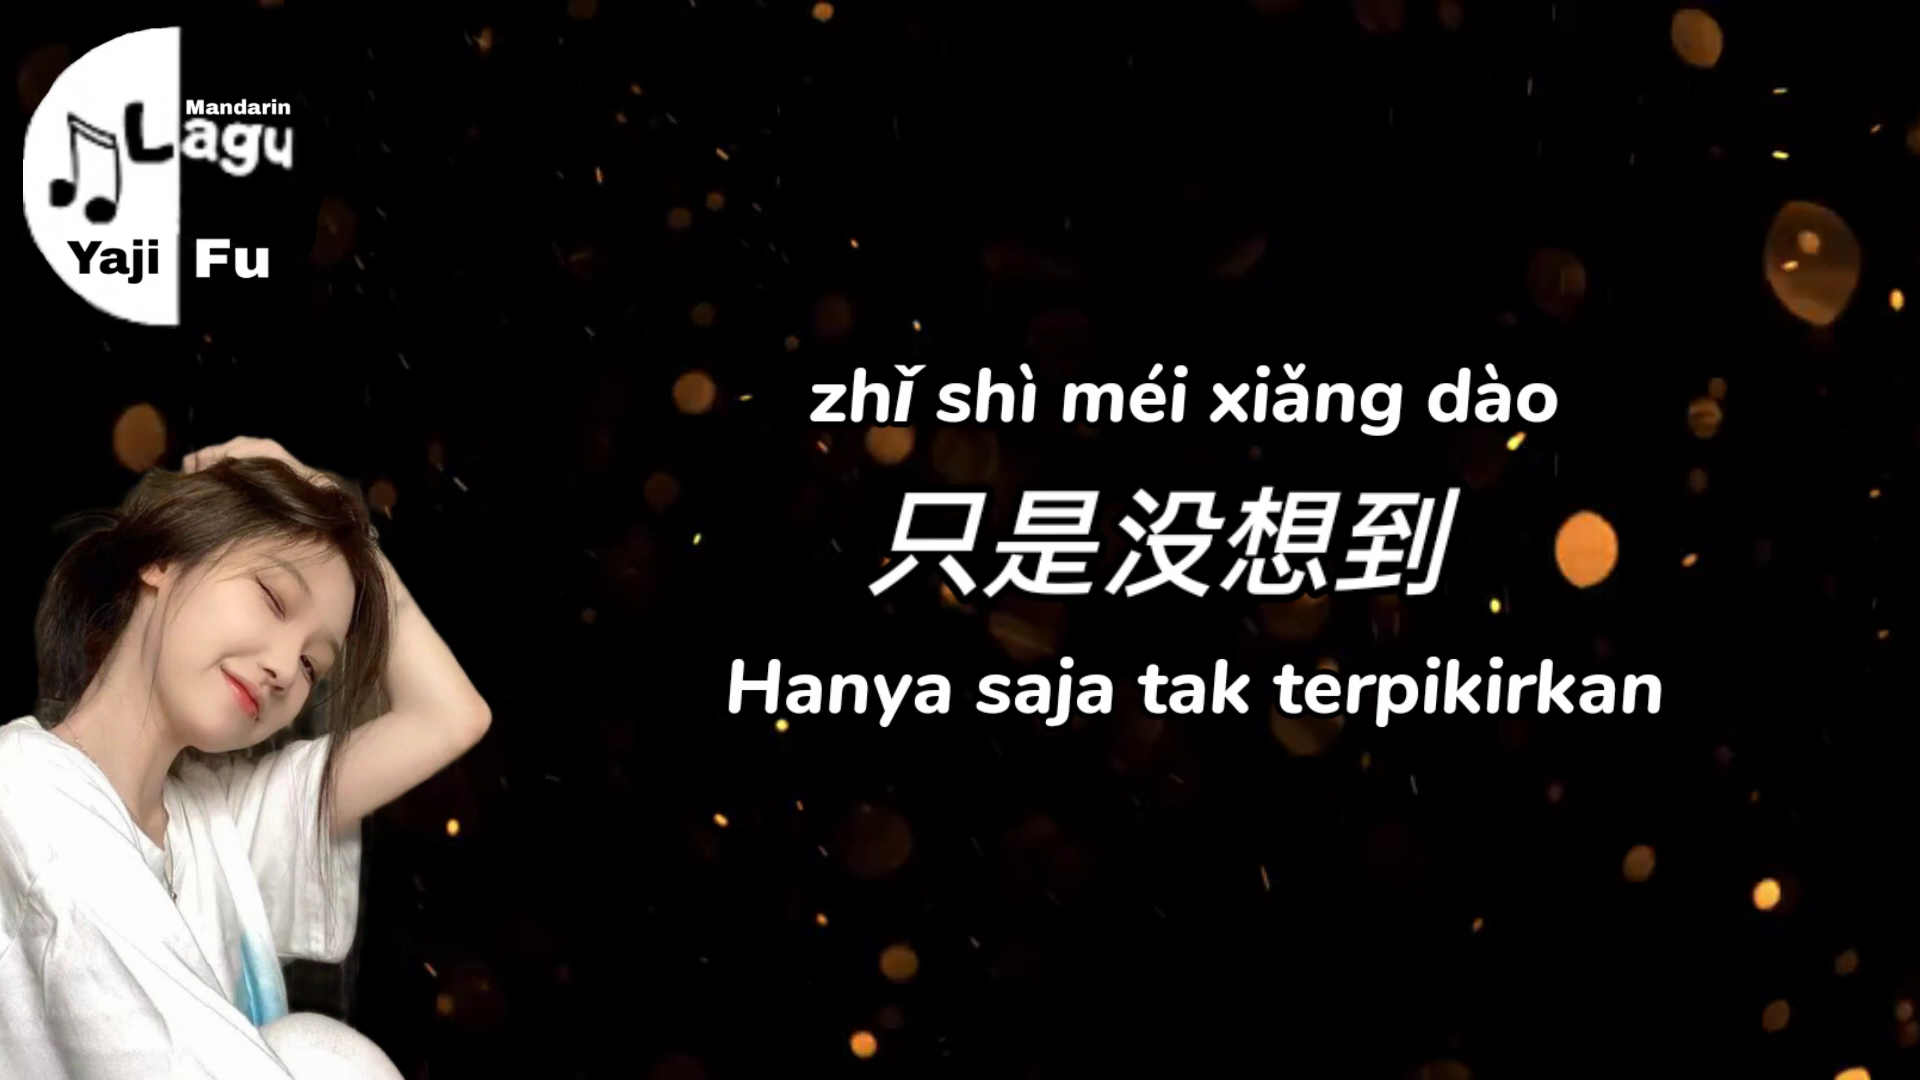 Mandarin
Lagu
Yaji Fu
zhǐ shì méi xiǎng dào
只是没想到
Hanya saja tak terpikirkan